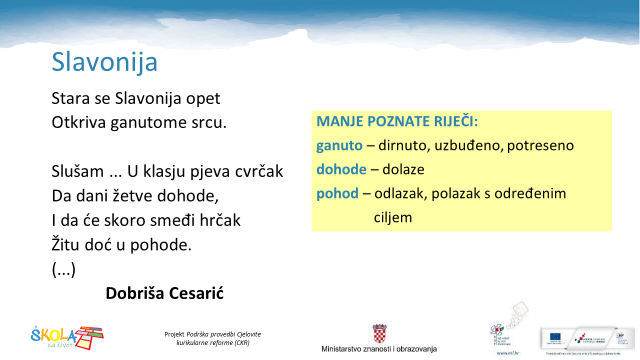 Slavonija
Stara se Slavonija opet
Otkriva ganutome srcu.
Slušam ... U klasju pjeva cvrčak
Da dani žetve dohode,
I da će skoro smeđi hrčak
Žitu doć u pohode.
(...)
Dobriša Cesarić
MANJE POZNATE RIJEČI:
ganuto – dirnuto, uzbuđeno, potreseno
dohode – dolaze
pohod – odlazak, polazak s određenim
ciljem
ŠKOLA
za život
Projekt Podrška provedbi Cjelovite
kurikularne reforme (CKR)
Ministarstvo znanosti i obrazovanja